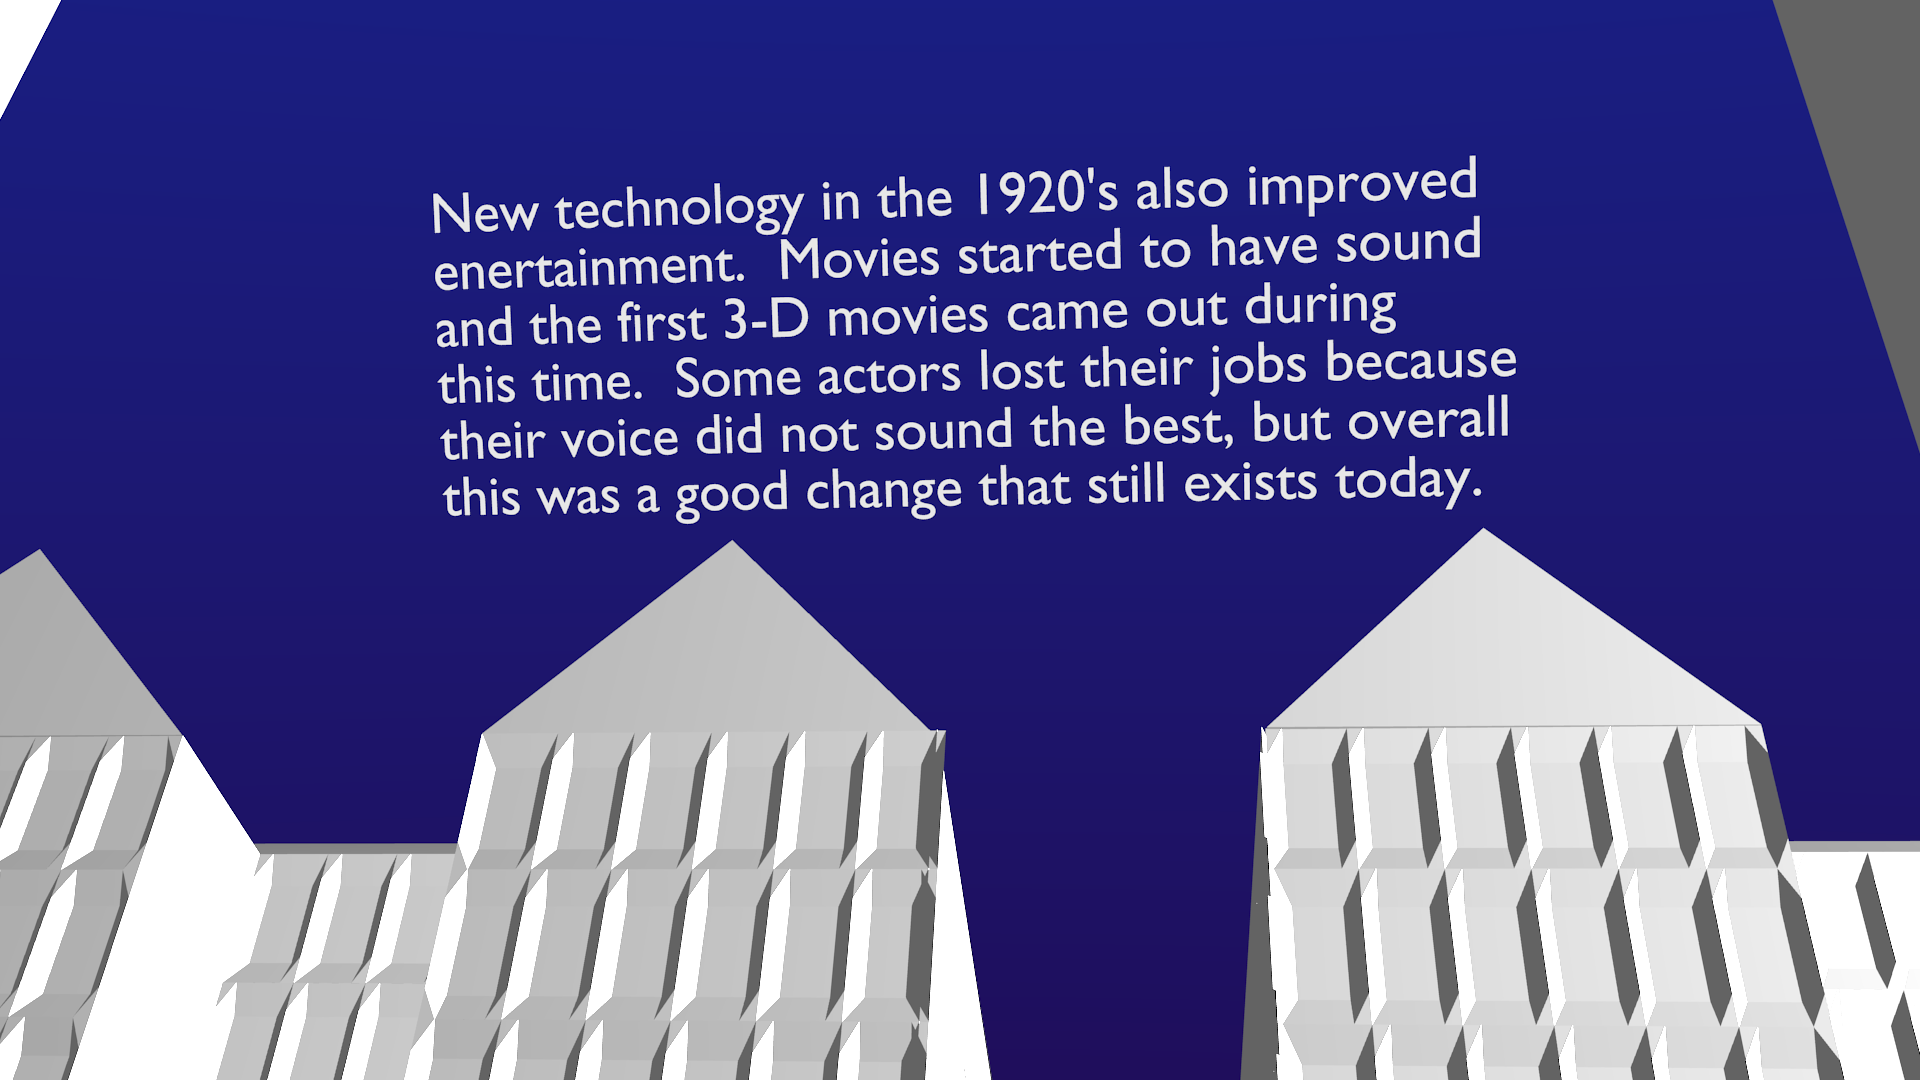 New technology in the 1920's also improved
enertainment.  Movies started to have sound
and the first 3-D movies came out during
this time.  Some actors lost their jobs because
their voice did not sound the best, but overall
this was a good change that still exists today.